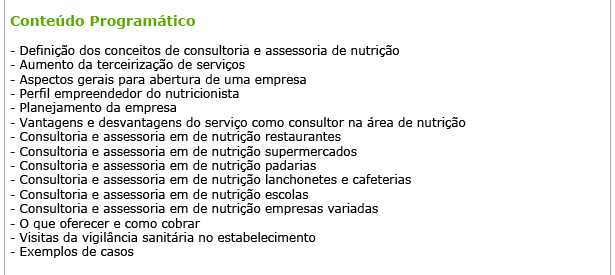 Conteúdo Programático
- Definição dos conceitos de consultoria e assessoria de nutrição
- Aumento da terceirização de serviços
- Aspectos gerais para abertura de uma empresa
- Perfil empreendedor do nutricionista
- Planejamento da empresa
- Vantagens e desvantagens do serviço como consultor na área de nutrição
- Consultoria e assessoria em de nutrição restaurantes
- Consultoria e assessoria em de nutrição supermercados
- Consultoria e assessoria em de nutrição padarias
- Consultoria e assessoria em de nutrição lanchonetes e cafeterias
- Consultoria e assessoria em de nutrição escolas
- Consultoria e assessoria em de nutrição empresas variadas
- O que oferecer e como cobrar
- Visitas da vigilância sanitária no estabelecimento
- Exemplos de casos